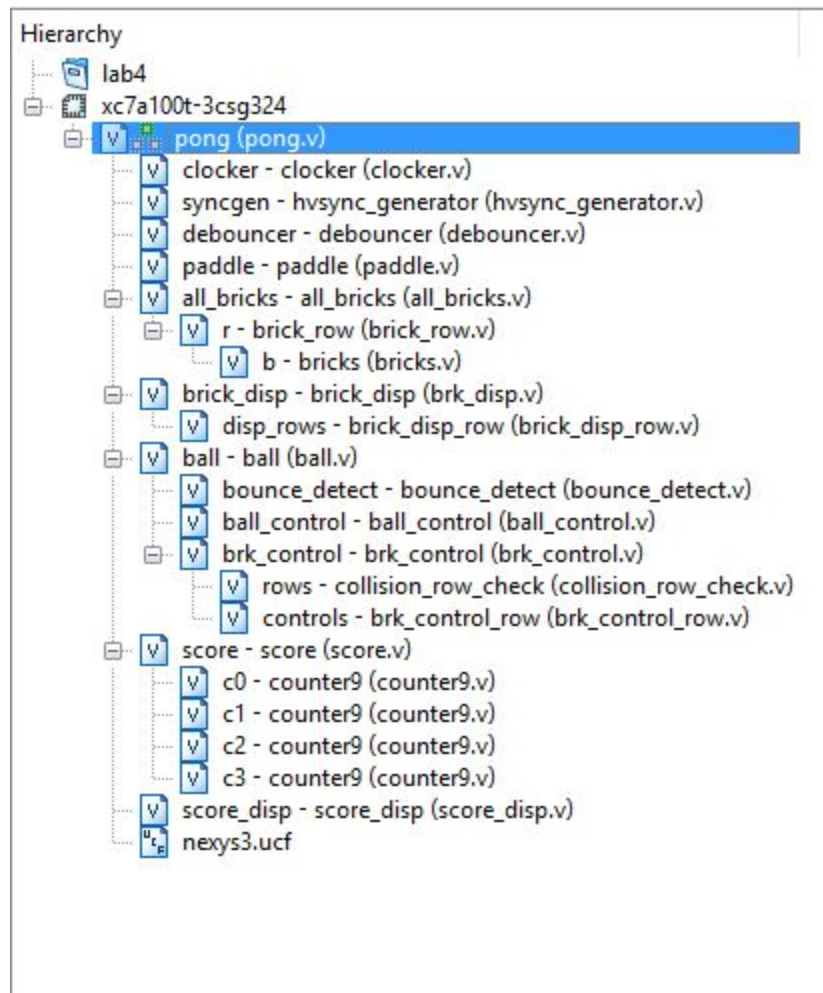 Hierarchy
lab4
xc7a100t-3csg324
pong (pong.v)
clocker - clocker (clocker.v)
syncgen - hvsync_generator (hvsync_generator.v)
debouncer - debouncer (debouncer.v)
paddle - paddle (paddle.v)
all_bricks - all_bricks (all_bricks.v)
r - brick_row (brick_row.v)
b - bricks (bricks.v)
brick_disp - brick_disp (brk_disp.v)
disp_rows - brick_disp_row (brick_disp_row.v)
ball - ball (ball.v)
bounce_detect - bounce_detect (bounce_detect.v)
ball_control - ball_control (ball_control.v)
brk_control - brk_control (brk_control.v)
rows - collision_row_check (collision_row_check.v)
controls - brk_control_row (brk_control_row.v)
score - score (score.v)
c0 - counter9 (counter9.v)
c1 - counter9 (counter9.v)
c2 - counter9 (counter9.v)
c3 - counter9 (counter9.v)
score_disp - score_disp (score_disp.v)
nexys3.ucf